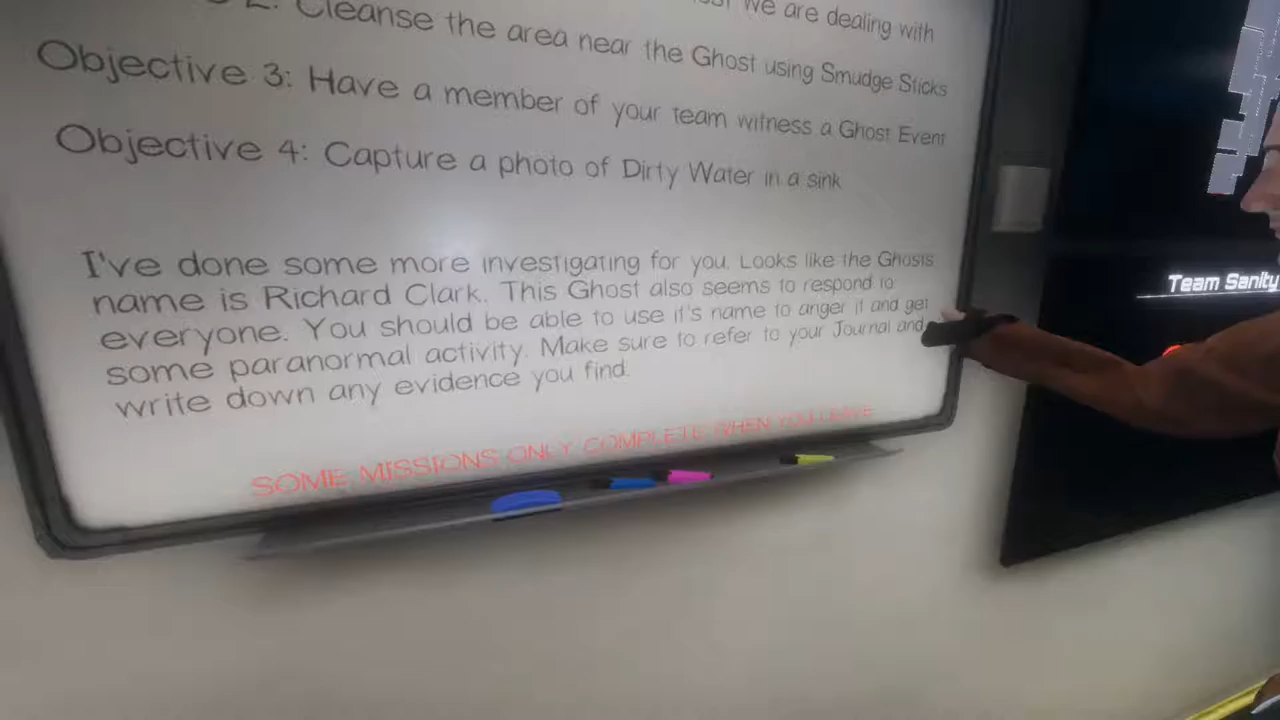 we are dealing with
2: Cleanse the area near the Ghost using Smudge Sticks
Objective 3: Have a member of your team witness a Ghost Event
Objective 4: Capture a photo of Dirty Water in a sink
I've done some more investigating for you. Looks like the Ghosts
name is Richard Clark. This Ghost also seems to respond to
everyone. You should be able to use it's name to anger it and get
some paranormal activity. Make sure to refer to your Journal and
write down any evidence you find.
SOME MISSIONS ONLY COMPLETE WHEN YOU LEAVE
Team Sanity